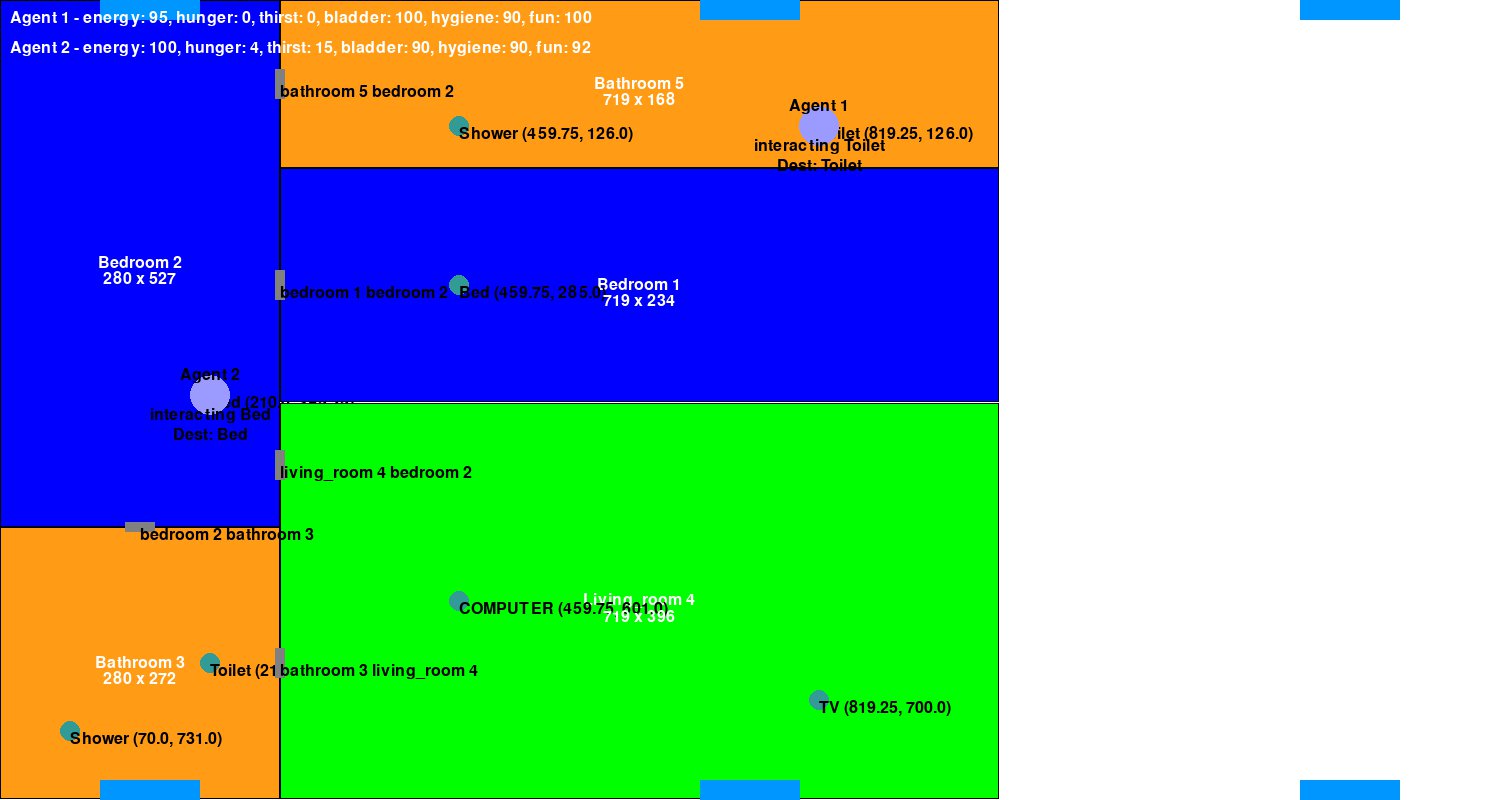 Agent 1 - energy: 95, hunger: 0, thirst: 0, bladder: 100, hygiene: 90, fun: 100
Agent 2 - energy: 100, hunger: 4, thirst: 15, bladder: 90, hygiene: 90, fun: 92
bathroom 5 bedroom 2
Bathroom 5
719 x 168
Agent 1
Shower (459.75, 126.0)
ilet (819.25, 126.0)
interacting Toilet
Dest: Toilet
Bedroom 2
280 x 527
bedroom 1 bedroom 2
Bed (459.75, 285.0)
Bedroom 1
719 x 234
Agent 2
interacting Bed
Dest: Bed
living_room 4 bedroom 2
bedroom 2 bathroom 3
Living_room 4
719 x 396
COMPUTER (459.75, 601.0)
Bathroom 3
280 x 272
Toilet (21
bathroom 3 living_room 4
TV (819.25, 700.0)
Shower (70.0, 731.0)